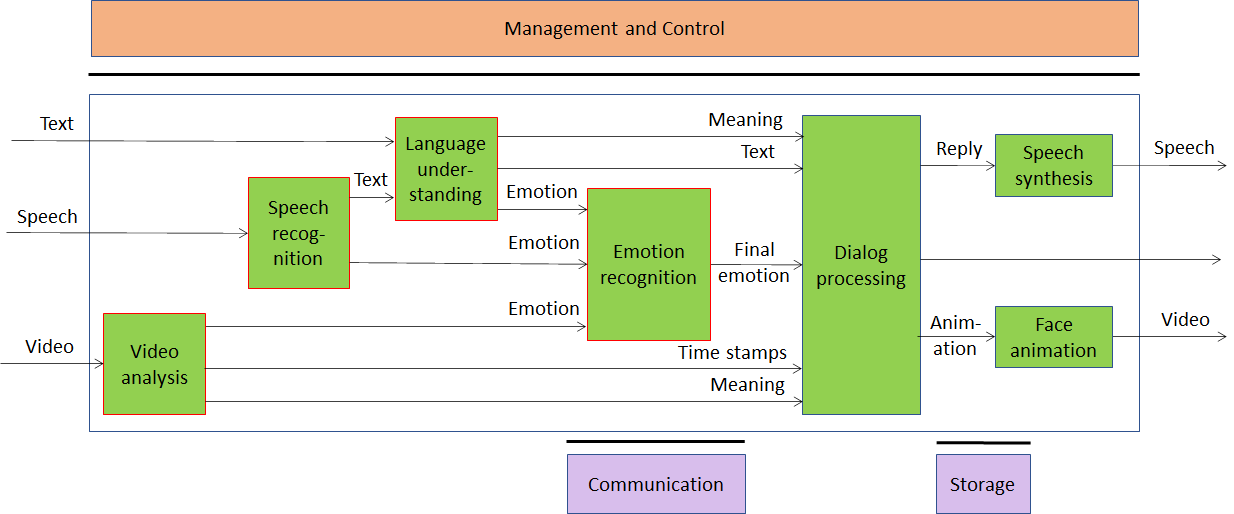 Management and Control
Text
Language
under-
standing
Meaning
Text
Reply
Speech
synthesis
Speech
Text
Speech
Speech
recog-
nition
Emotion
Emotion
Emotion
recognition
Final
emotion
Dialog
processing
Emotion
Video
Video
analysis
Time stamps
Meaning
Anim-
ation
Face
animation
Video
Communication
Storage